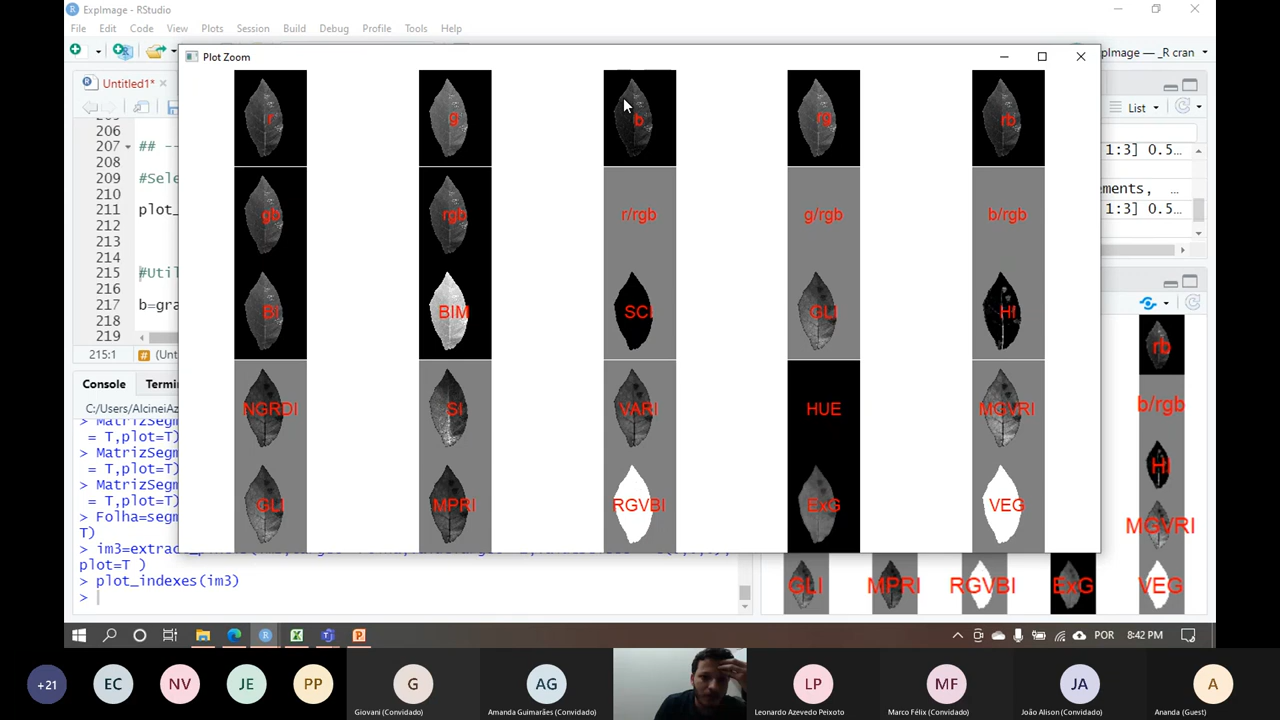 ExpImage - RStudio
File Edit Code View Plots Session Build Debug Profile Tools Help
Plot Zoom
Untitled1*
206
207
208
209
210
211
212
213
214
215
216
217
218
219
## --
#Sele
plot_
#Util
b=gra
215:1
(Unt
Console Termin
C:/Users/AlcineiAz
> MatrizSegm
= T,plot=T)
> MatrizSegm
= T,plot=T)
> MatrizSegm
= T,plot=T)
> Folha=segm
T)
> im3=extract_
plot=T )
> plot_indexes(im3)
>
r g b rg rb
gb rgb r/rgb g/rgb b/rgb
BI BIM SCI GLI HI
NGRDI SI VARI HUE MGVRI
GLI MPRI RGVBI ExG VEG
_R cran
List
1:3] 0.5…
ements, …
1:3] 0.5…
rb
b/rgb
HI
MGVRI
GLI MPRI RGVBI ExG VEG
POR 8:42 PM
+21 EC NV JE PP G AG LP MF JA A
Giovani (Convidado) Amanda Guimarães (Convidado) Leonardo Azevedo Peixoto Marco Félix (Convidado) João Alison (Convidado) Ananda (Guest)